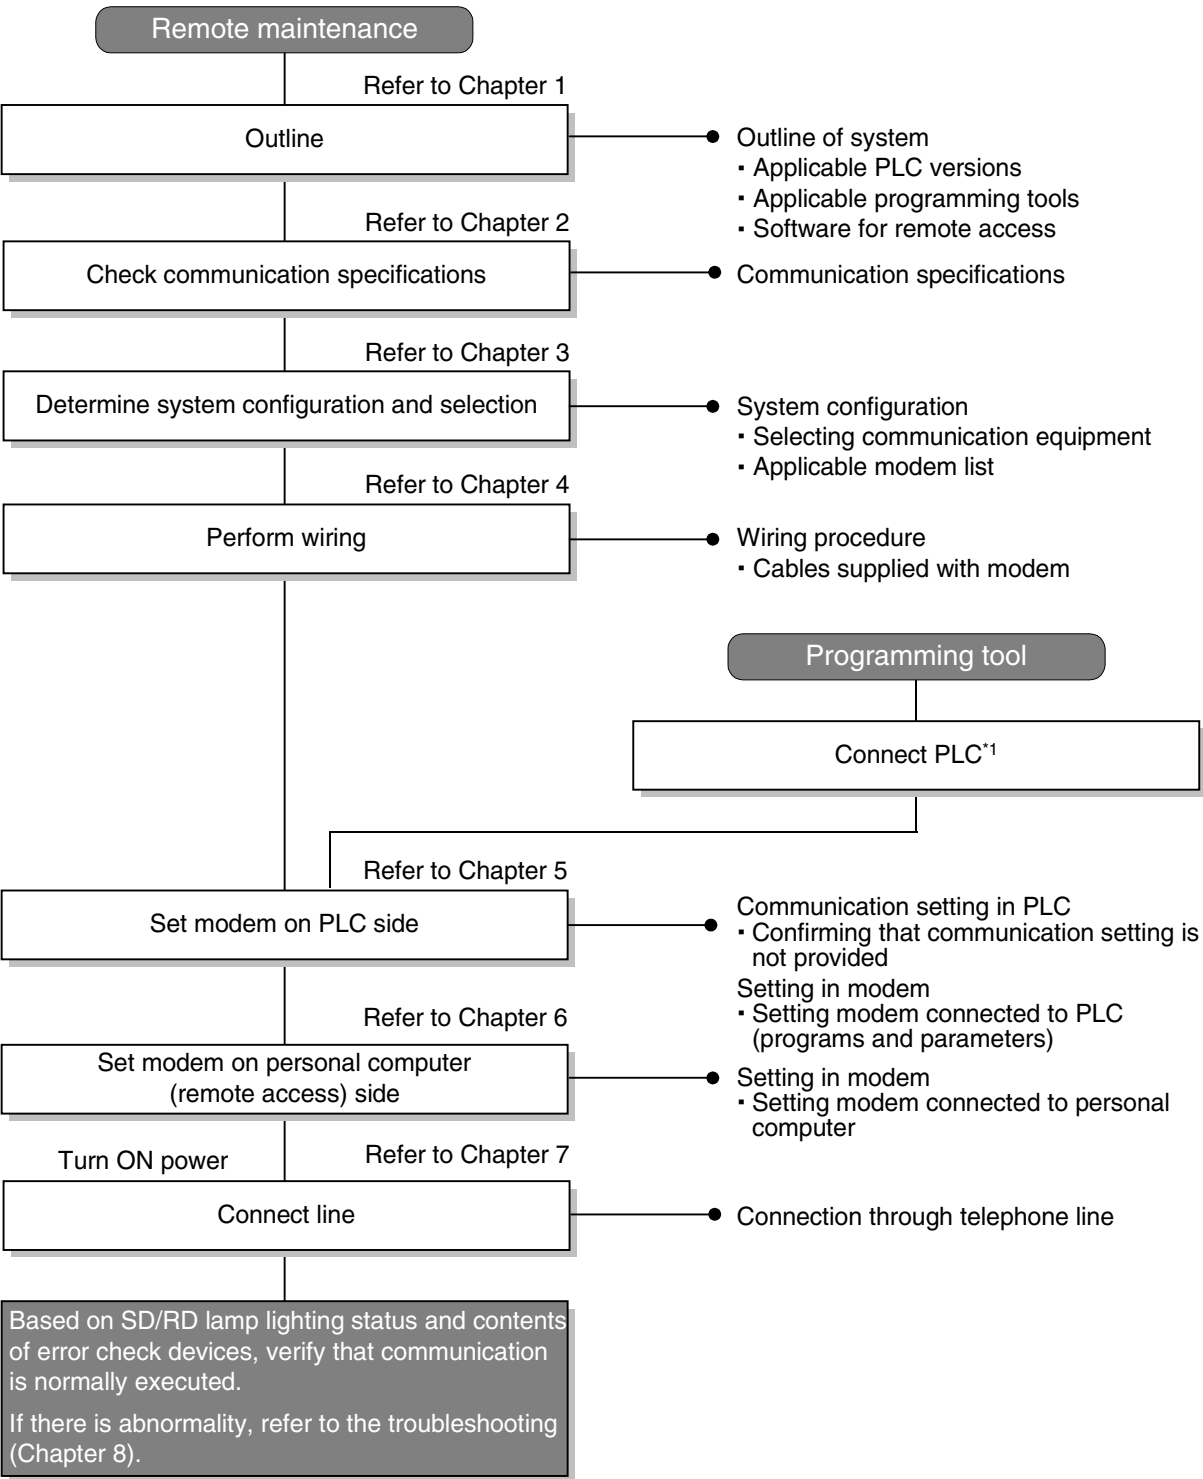 Remote maintenance
Refer to Chapter 1
Outline
Outline of system
▪ Applicable PLC versions
▪ Applicable programming tools
▪ Software for remote access
Refer to Chapter 2
Check communication specifications
Communication specifications
Refer to Chapter 3
Determine system configuration and selection
System configuration
▪ Selecting communication equipment
▪ Applicable modem list
Refer to Chapter 4
Perform wiring
Wiring procedure
▪ Cables supplied with modem
Programming tool
Connect PLC*1
Refer to Chapter 5
Set modem on PLC side
Communication setting in PLC
▪ Confirming that communication setting is
not provided
Setting in modem
▪ Setting modem connected to PLC
(programs and parameters)
Refer to Chapter 6
Set modem on personal computer
(remote access) side
Setting in modem
▪ Setting modem connected to personal
computer
Turn ON power
Refer to Chapter 7
Connect line
Connection through telephone line
Based on SD/RD lamp lighting status and contents
of error check devices, verify that communication
is normally executed.
If there is abnormality, refer to the troubleshooting
(Chapter 8).